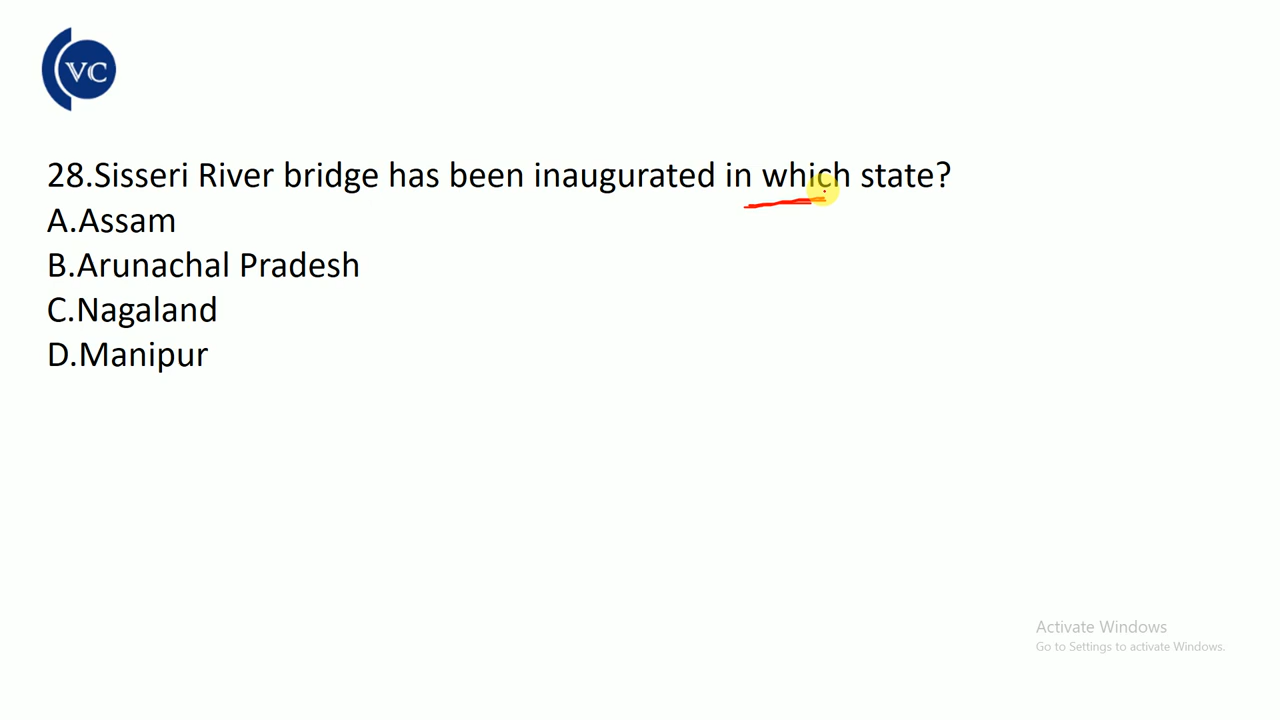 VC
28.Sisseri River bridge has been inaugurated in which state?
A.Assam
B.Arunachal Pradesh
C.Nagaland
D.Manipur
Activate Windows
Go to Settings to activate Windows.